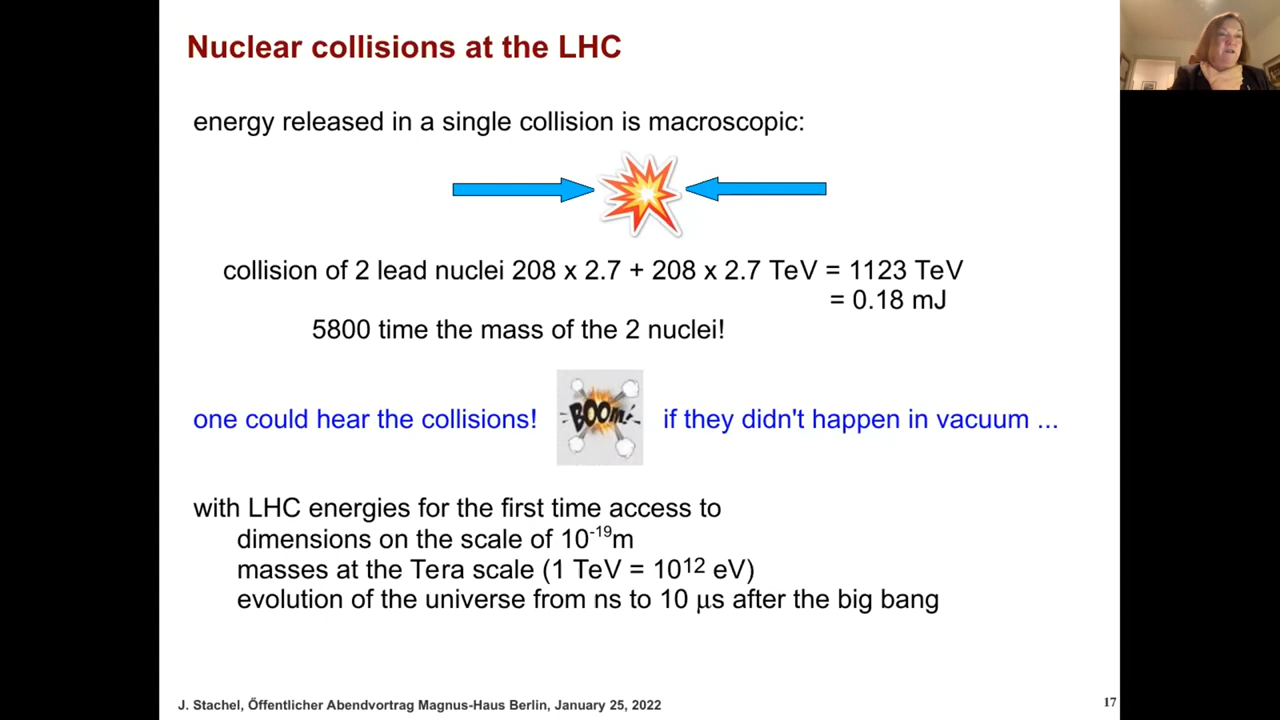 Nuclear collisions at the LHC
energy released in a single collision is macroscopic:
collision of 2 lead nuclei 208 x 2.7 + 208 x 2.7 TeV = 1123 TeV
= 0.18 mJ
5800 time the mass of the 2 nuclei!
one could hear the collisions! BOOM! if they didn't happen in vacuum ...
with LHC energies for the first time access to
dimensions on the scale of 10⁻¹⁹m
masses at the Tera scale (1 TeV = 10¹² eV)
evolution of the universe from ns to 10 μs after the big bang
J. Stachel, Öffentlicher Abendvortrag Magnus-Haus Berlin, January 25, 2022 17